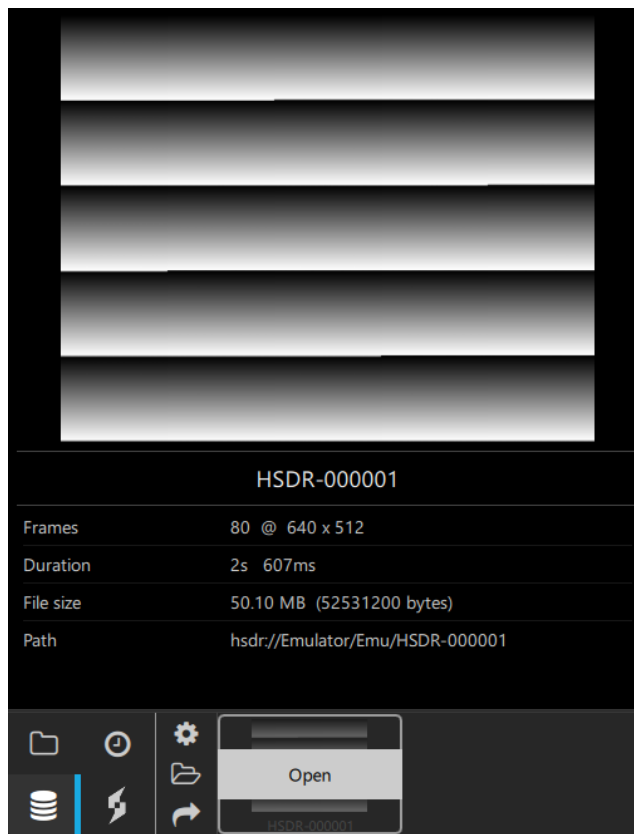 HSDR-000001
Frames 80 @ 640 x 512
Duration 2s 607ms
File size 50.10 MB (52531200 bytes)
Path hsdr://Emulator/Emu/HSDR-000001
Open
HSDR-000001